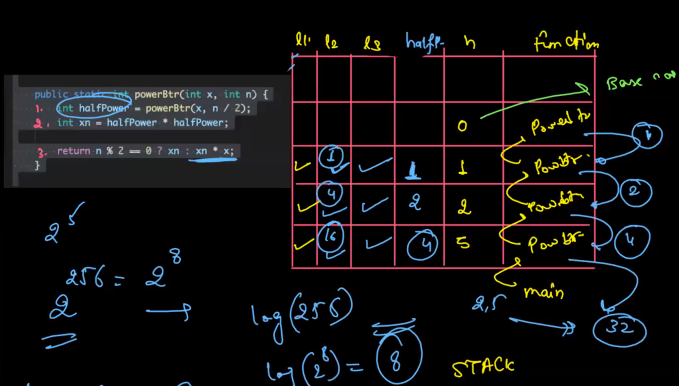 l1 l2 l3 halfP. n function
Base
public static int powerBtr(int x, int n) {
1. int halfPower = powerBtr(x, n / 2);
2. int xn = halfPower * halfPower;
3. return n % 2 == 0 ? xn : xn * x;
}
0
1 1 1 Powbtr 1
4 2 2 Powbtr 2
16 4 5 Powbtr 4
main
2,5 32
2^5
256 = 2^8
2
log(256)
log(2^8) = 8
STACK